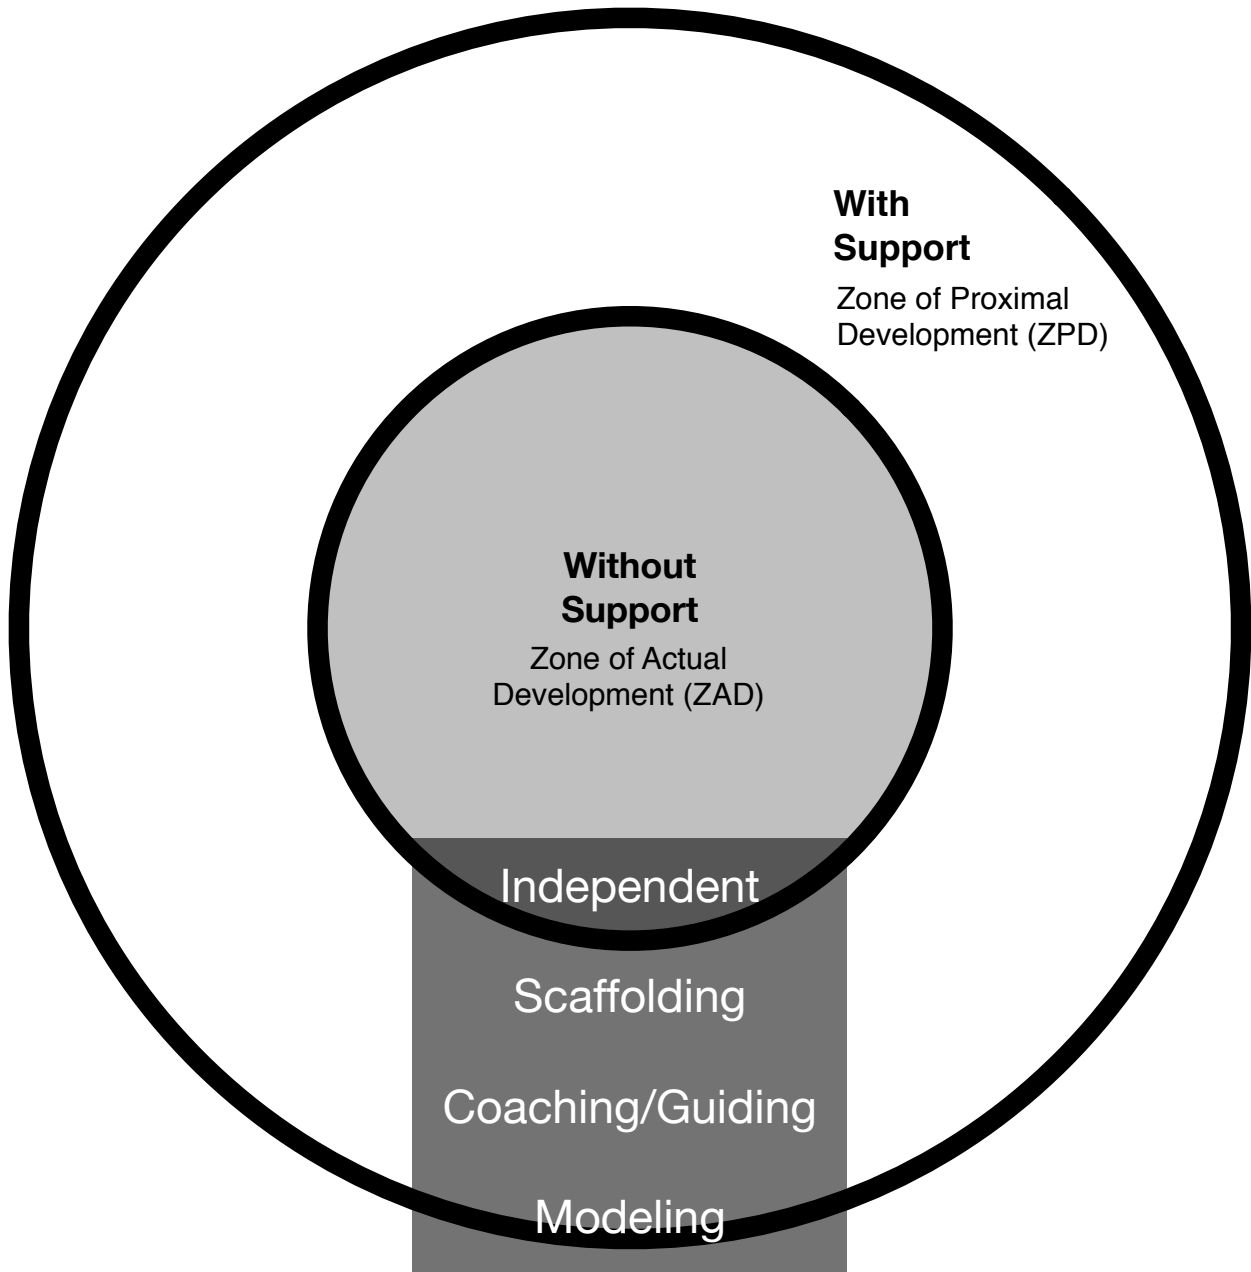 With
Support
Zone of Proximal
Development (ZPD)
Without
Support
Zone of Actual
Development (ZAD)
Independent
Scaffolding
Coaching/Guiding
Modeling